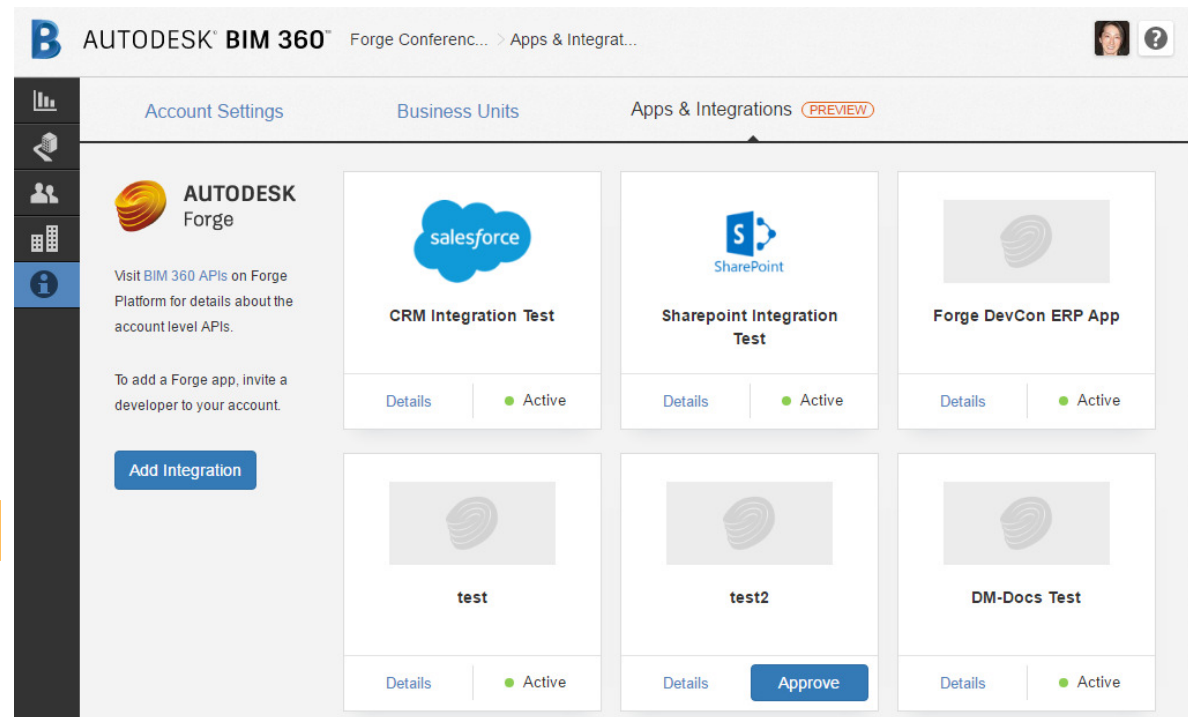 AUTODESK® BIM 360™ Forge Conferenc... > Apps & Integrat...
Account Settings Business Units Apps & Integrations PREVIEW
AUTODESK
Forge
Visit BIM 360 APIs on Forge
Platform for details about the
account level APIs.
To add a Forge app, invite a
developer to your account.
Add Integration
salesforce
CRM Integration Test
Details Active
S
SharePoint
Sharepoint Integration
Test
Details Active
Forge DevCon ERP App
Details Active
test
Details Active
test2
Details Approve
DM-Docs Test
Details Active